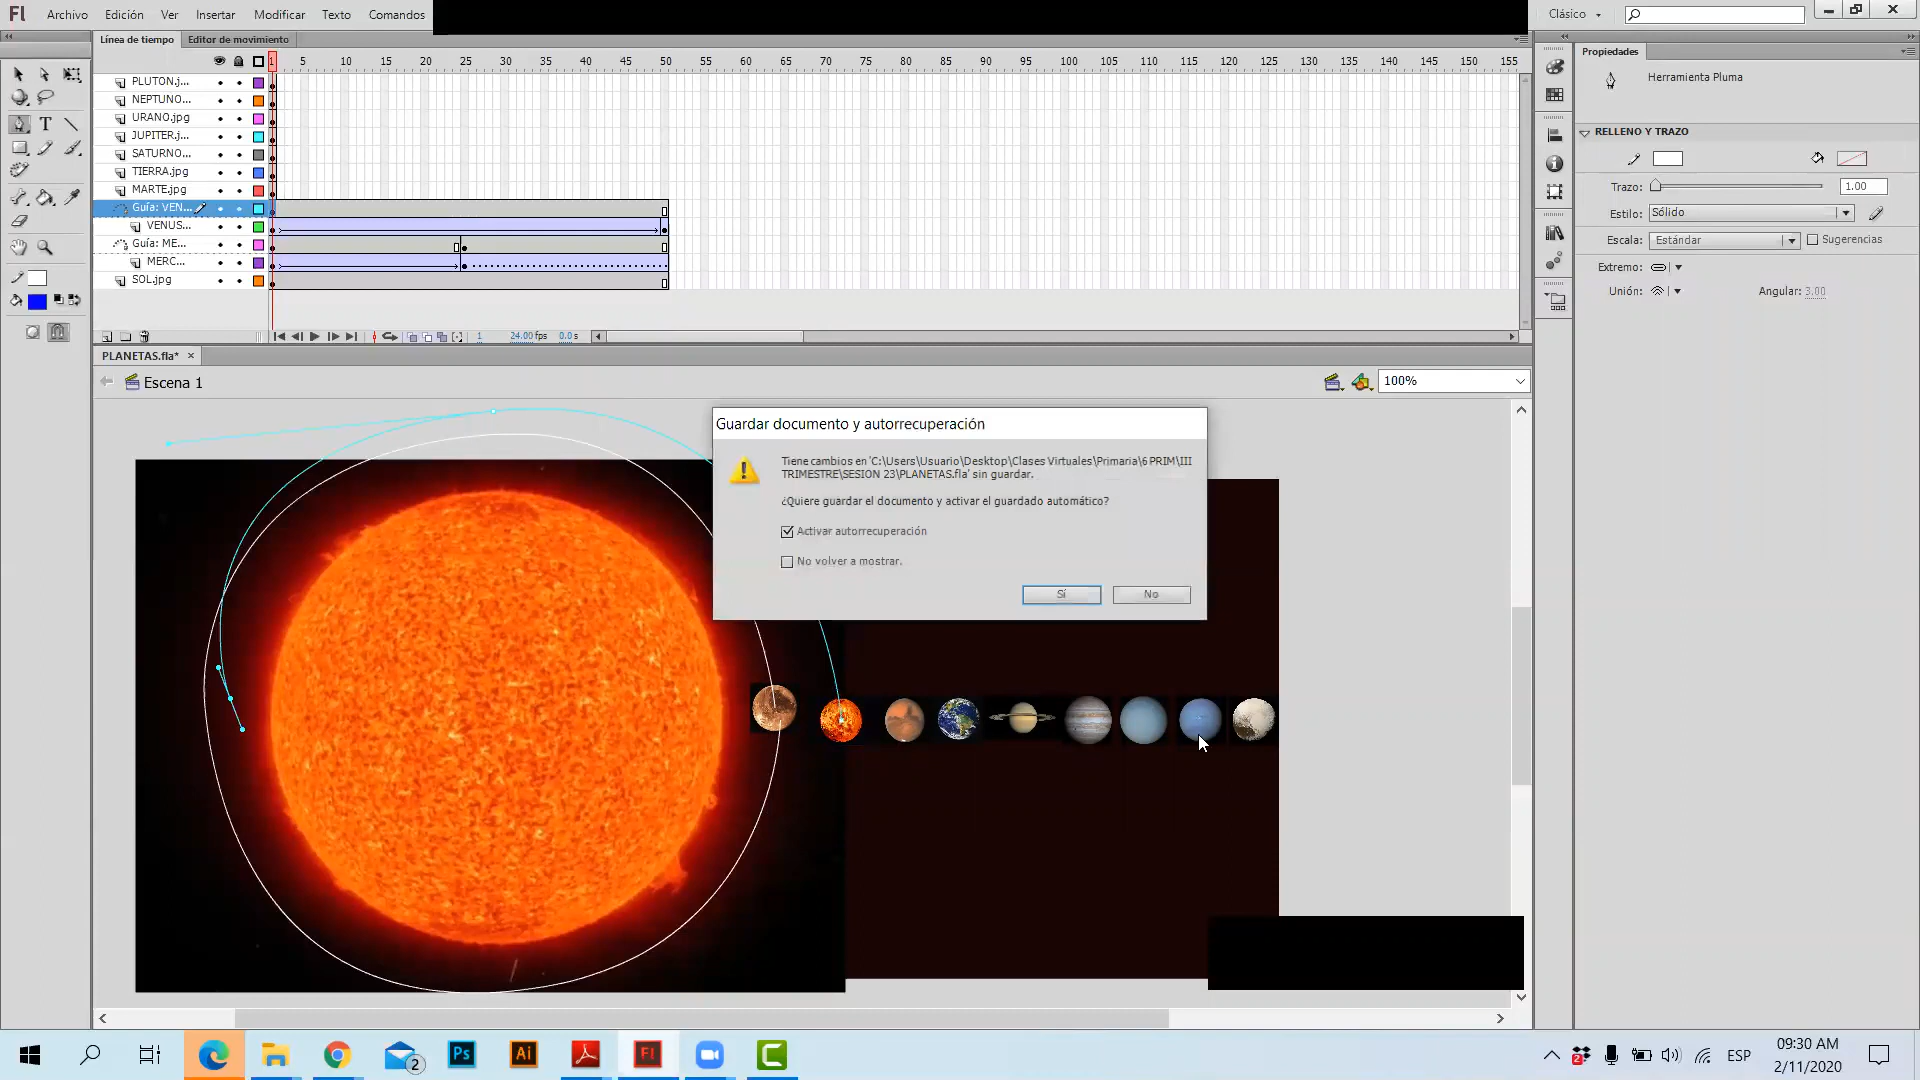 Fl Archivo Edición Ver Insertar Modificar Texto Comandos Clásico
Línea de tiempo Editor de movimiento
1 5 10 15 20 25 30 35 40 45 50 55 60 65 70 75 80 85 90 95 100 105 110 115 120 125 130 135 140 145 150 155
PLUTON.j...
NEPTUNO...
URANO.jpg
JUPITER.j...
SATURNO...
TIERRA.jpg
MARTE.jpg
Guía: VEN...
VENUS...
Guía: ME...
MERC...
SOL.jpg
1 24.00 fps 0.0 s
PLANETAS.fla* ×
Escena 1
100%
Propiedades
Herramienta Pluma
RELLENO Y TRAZO
Trazo: 1.00
Estilo: Sólido
Escala: Estándar Sugerencias
Extremo:
Unión: Angular: 3.00
Guardar documento y autorrecuperación
Tiene cambios en 'C:\Users\Usuario\Desktop\Clases Virtuales\Primaria\6 PRIM\III
TRIMESTRE\SESION 23\PLANETAS.fla' sin guardar.
¿Quiere guardar el documento y activar el guardado automático?
Activar autorrecuperación
No volver a mostrar.
Sí No
2 Ps Ai Fl C 2 ESP
09:30 AM
2/11/2020